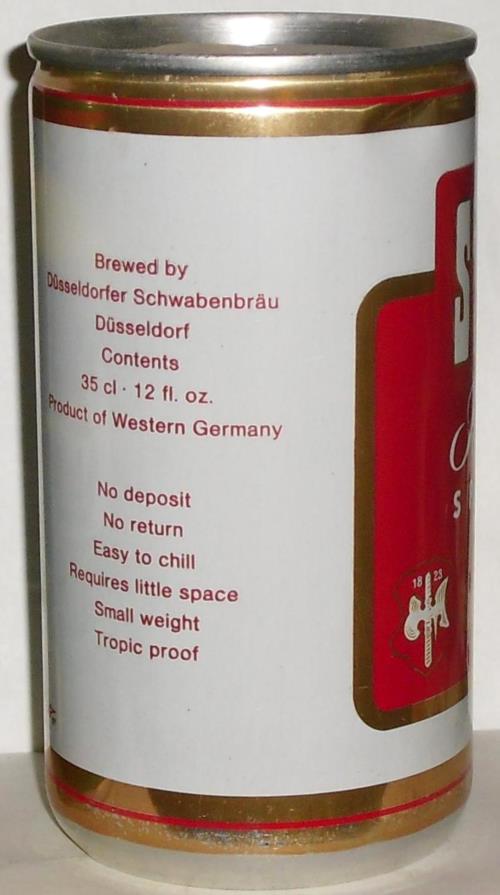 Brewed by
Düsseldorfer Schwabenbräu
Düsseldorf
Contents
35 cl · 12 fl. oz.
Product of Western Germany
No deposit
No return
Easy to chill
Requires little space
Small weight
Tropic proof
18 23